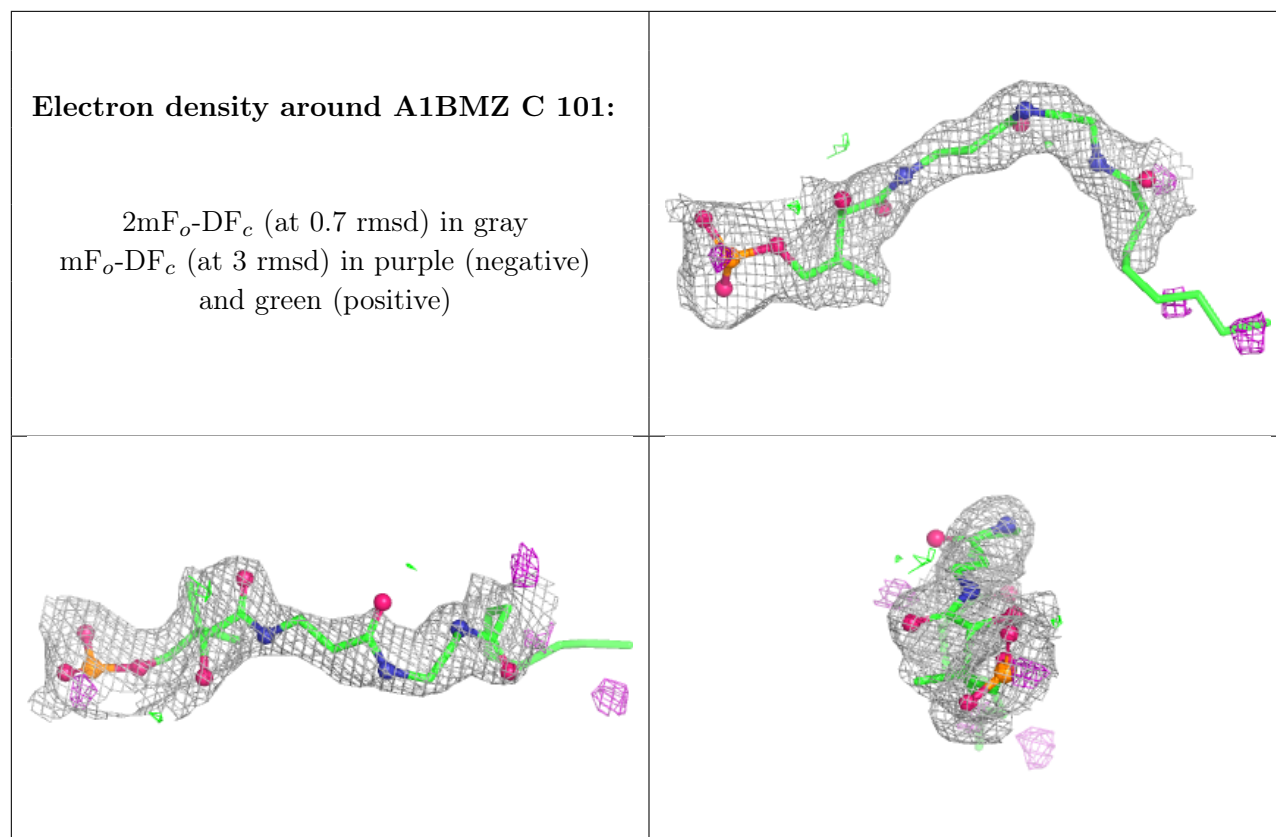 Electron density around A1BMZ C 101:
2mFo-DFc (at 0.7 rmsd) in gray
mFo-DFc (at 3 rmsd) in purple (negative)
and green (positive)